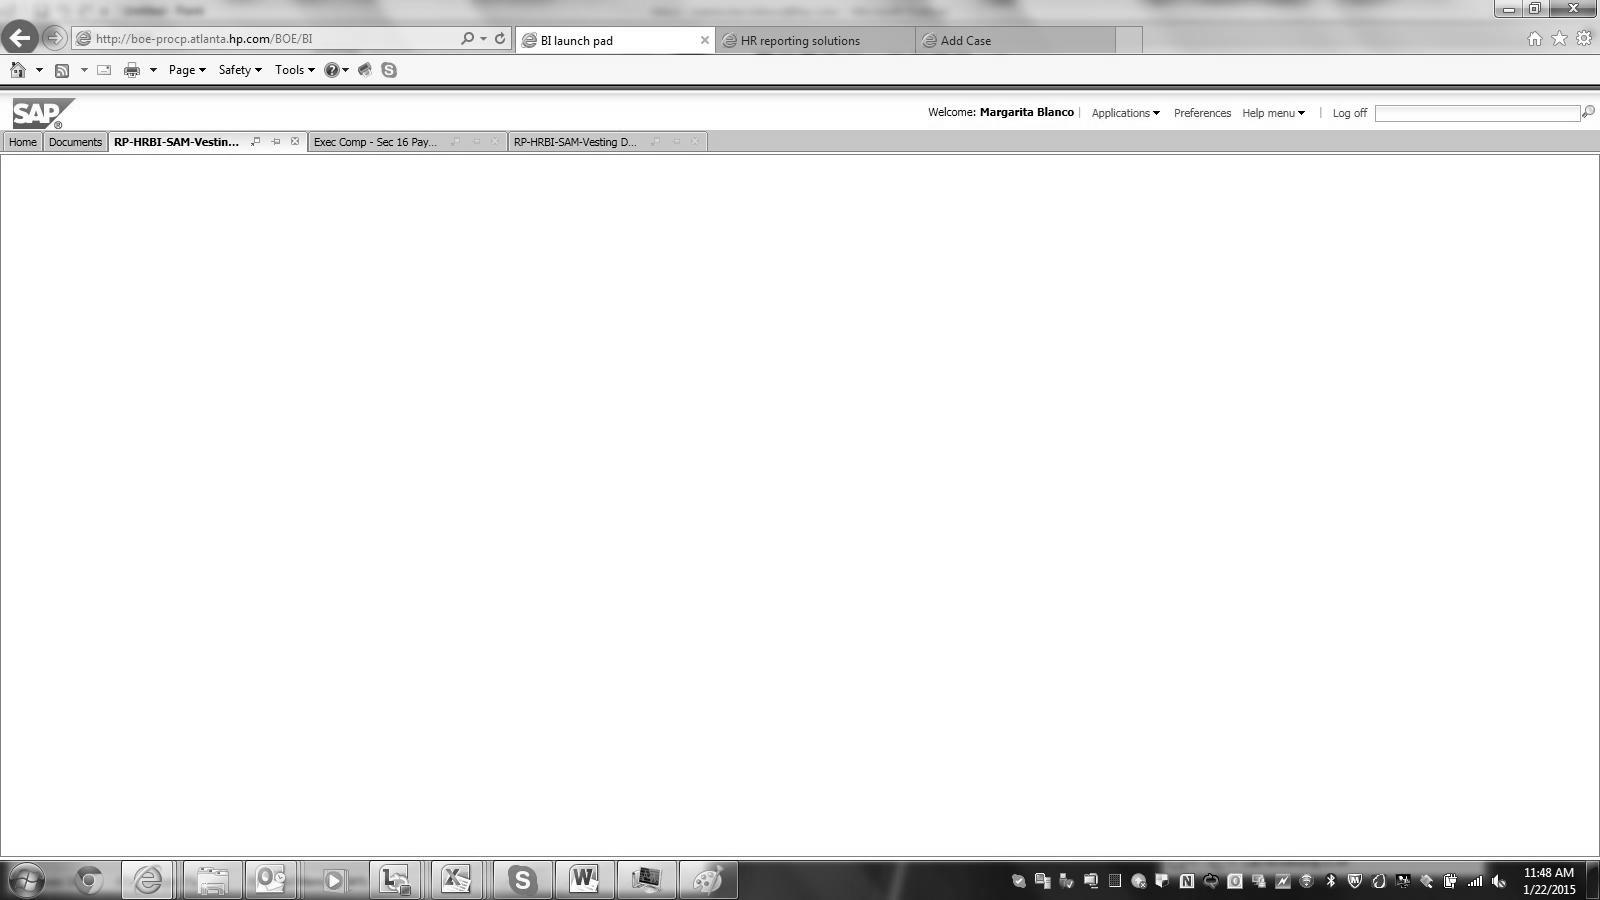 http://boe-procp.atlanta.hp.com/BOE/BI
BI launch pad
HR reporting solutions
Add Case
Page
Safety
Tools
SAP®
Welcome: Margarita Blanco
Applications
Preferences
Help menu
Log off
Home
Documents
RP-HRBI-SAM-Vestin...
Exec Comp - Sec 16 Pay...
RP-HRBI-SAM-Vesting D...
11:48 AM
1/22/2015